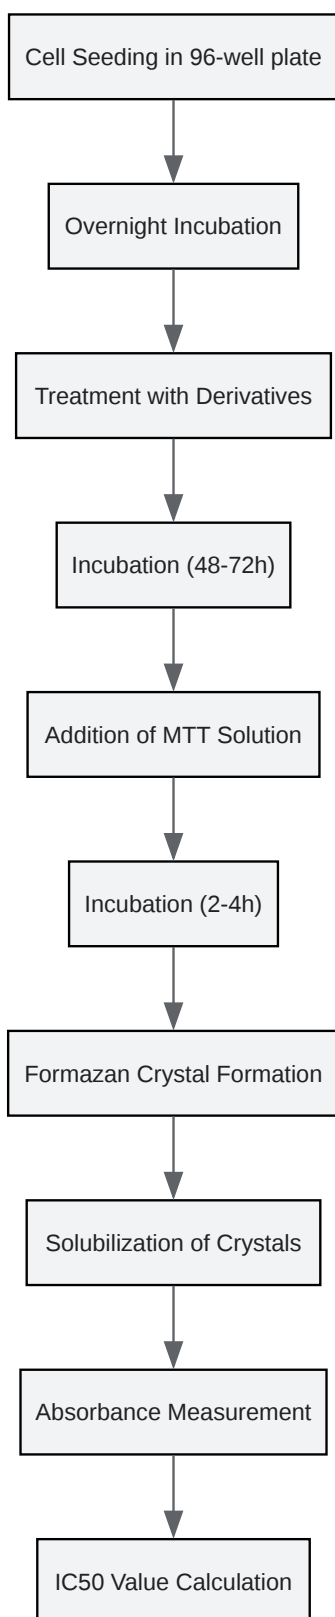 Cell Seeding in 96-well plate
Overnight Incubation
Treatment with Derivatives
Incubation (48-72h)
Addition of MTT Solution
Incubation (2-4h)
Formazan Crystal Formation
Solubilization of Crystals
Absorbance Measurement
IC50 Value Calculation